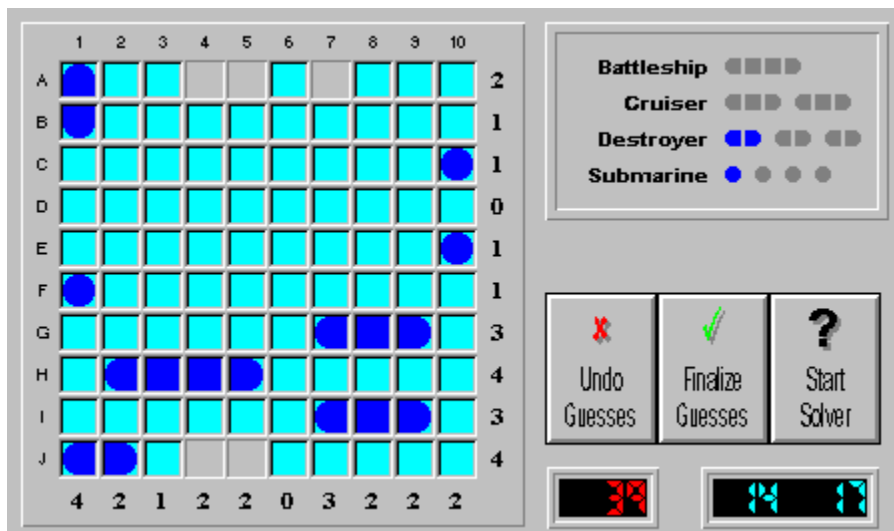 1 2 3 4 5 6 7 8 9 10
A 2
B 1
C 1
D 0
E 1
F 1
G 3
H 4
I 3
J 4
4 2 1 2 2 0 3 2 2 2
Battleship
Cruiser
Destroyer
Submarine
Undo Guesses
Finalize Guesses
? Start Solver
39
14 17